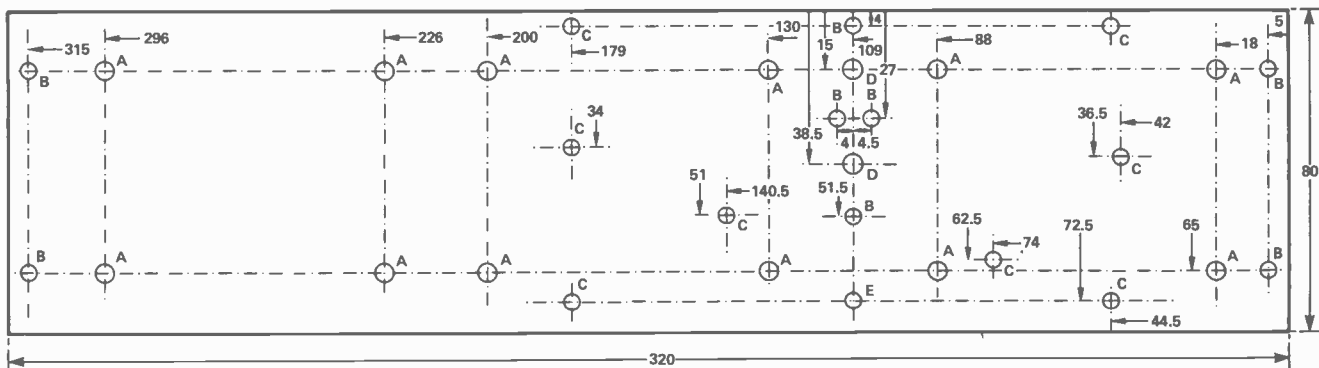 130 B 4 5
C C
315 296 226 200 179 15 109 88 18
A A A A D A A B
B 27
B B
34 38.5 36.5 42
C 4 4.5 C
51 140.5 D
C 51.5 B 62.5 74 72.5 65 80
B A A A A A C A B
C E C
44.5
320